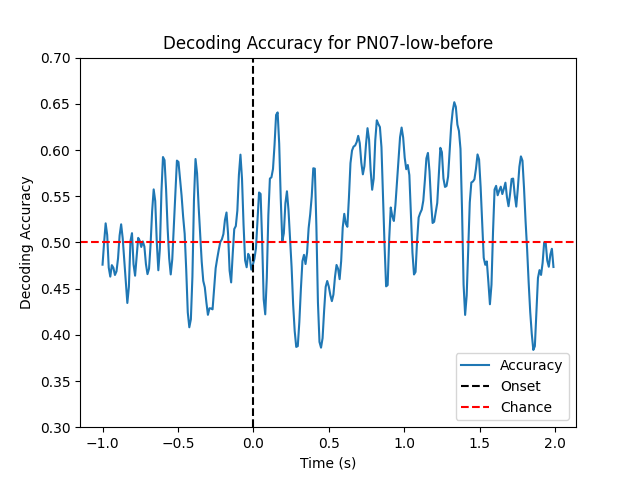 Decoding Accuracy for PN07-low-before
0.70
0.65
0.60
0.55
0.50
0.45
0.40
0.35
0.30
Decoding Accuracy
−1.0 −0.5 0.0 0.5 1.0 1.5 2.0
Time (s)
Accuracy
Onset
Chance